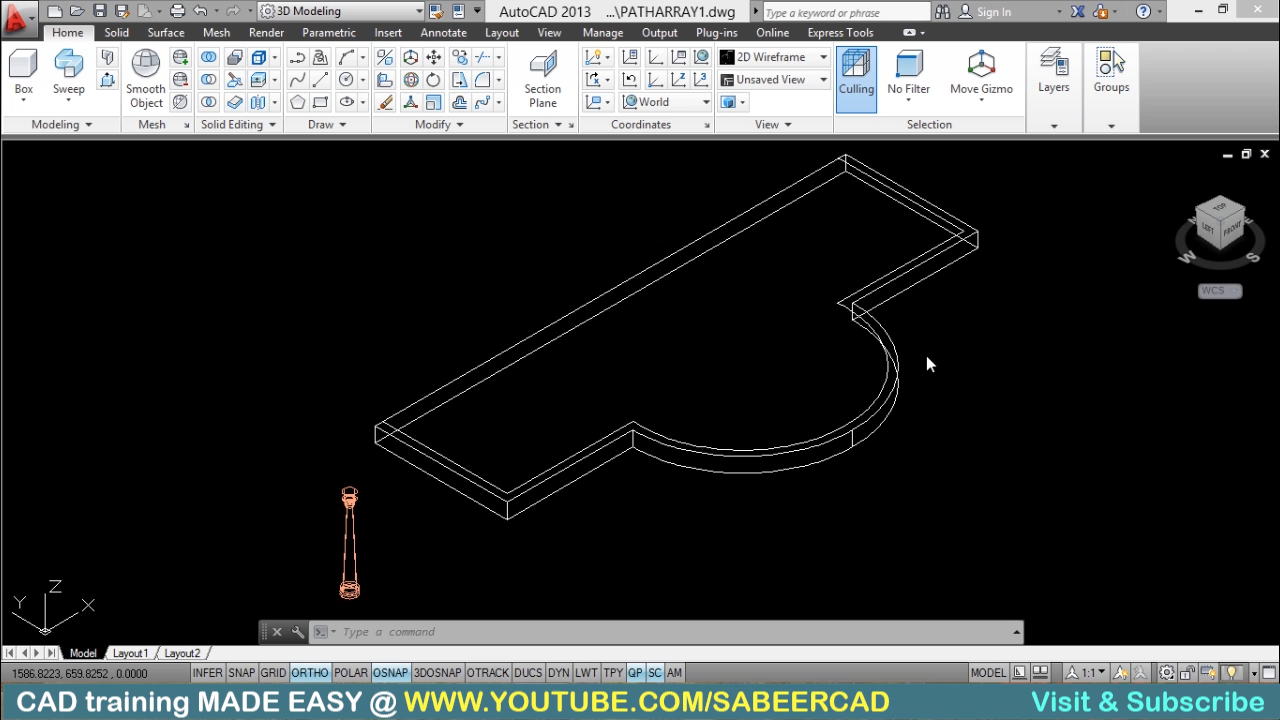 3D Modeling
AutoCAD 2013 ...\PATHARRAY1.dwg
Type a keyword or phrase
Sign In
Home Solid Surface Mesh Render Parametric Insert Annotate Layout View Manage Output Plug-ins Online Express Tools
Box
Sweep
Smooth
Object
Section
Plane
2D Wireframe
Unsaved View
World
Culling
No Filter
Move Gizmo
Layers
Groups
Modeling Mesh Solid Editing Draw Modify Section Coordinates View Selection
TOP
LEFT
FRONT
N
E
W
S
WCS
Z
Y
X
Type a command
Model Layout1 Layout2
1586.8223, 659.8252, 0.0000
INFER SNAP GRID ORTHO POLAR OSNAP 3DOSNAP OTRACK DUCS DYN LWT TPY QP SC AM
MODEL
1:1
CAD training MADE EASY @ WWW.YOUTUBE.COM/SABEERCAD Visit & Subscribe